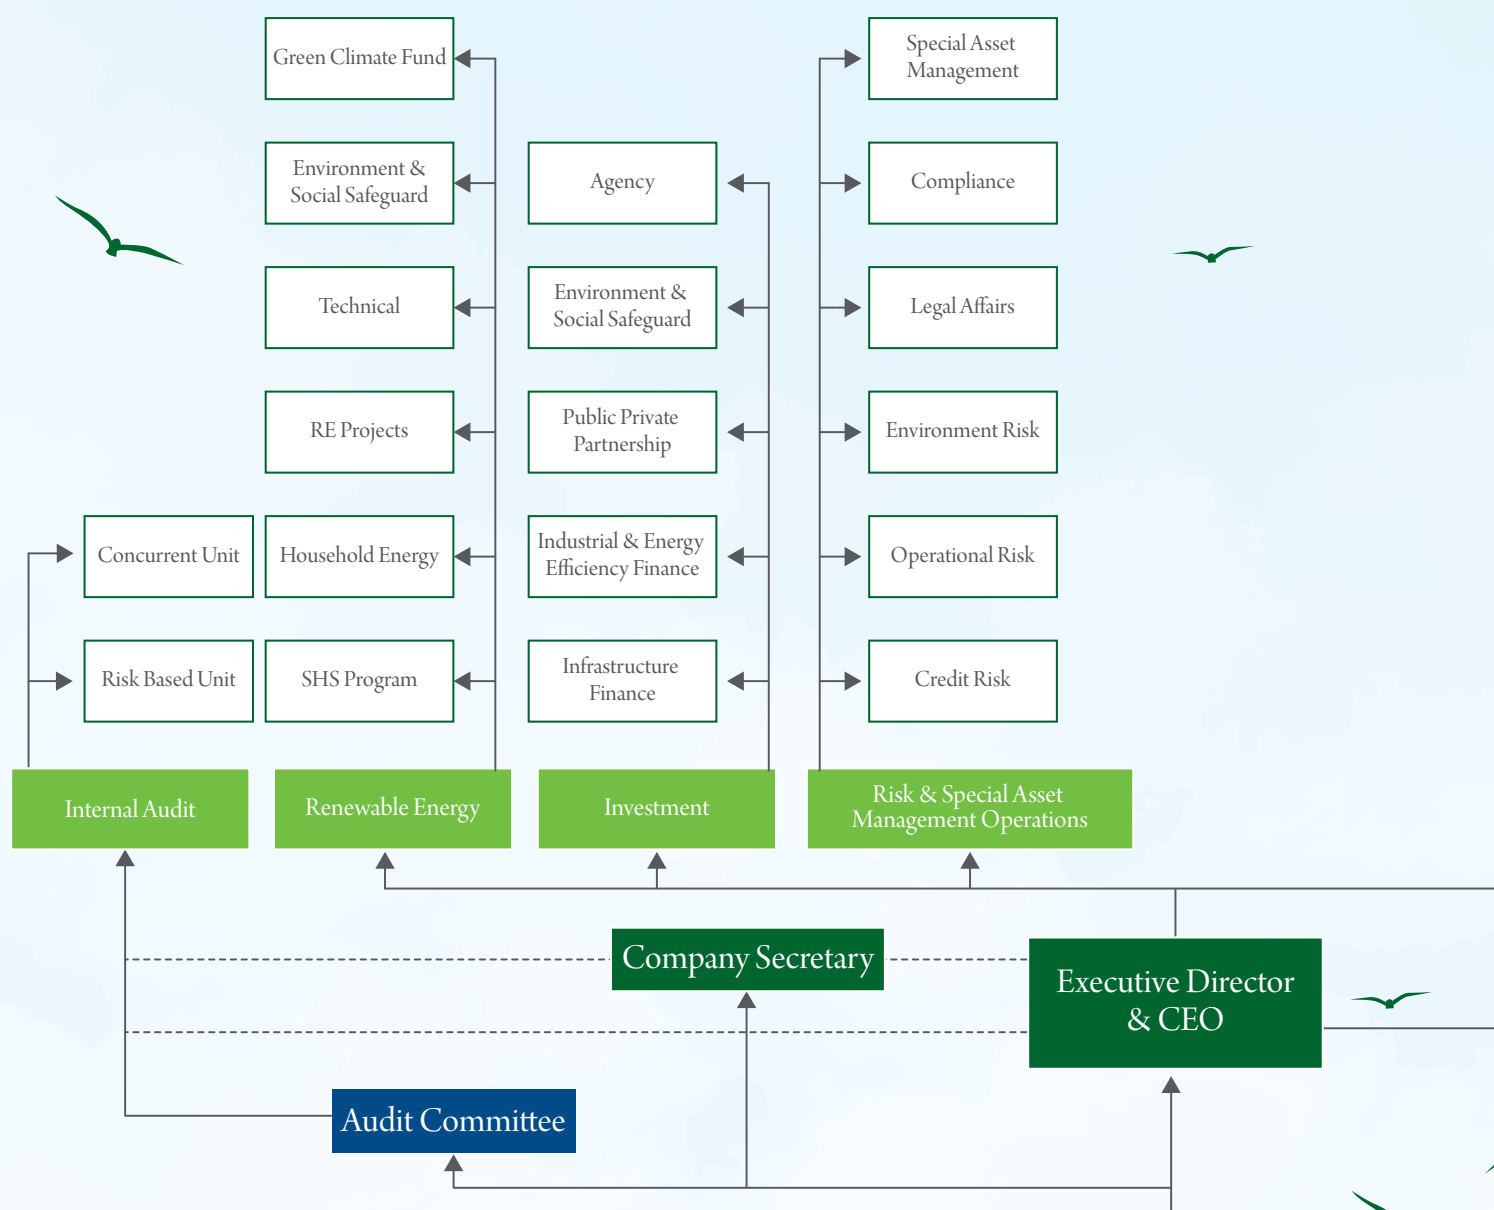 Green Climate Fund
Special Asset
Management
Environment &
Social Safeguard
Agency
Compliance
Technical
Environment &
Social Safeguard
Legal Affairs
RE Projects
Public Private
Partnership
Environment Risk
Concurrent Unit
Household Energy
Industrial & Energy
Efficiency Finance
Operational Risk
Risk Based Unit
SHS Program
Infrastructure
Finance
Credit Risk
Internal Audit
Renewable Energy
Investment
Risk & Special Asset
Management Operations
Company Secretary
Executive Director
& CEO
Audit Committee